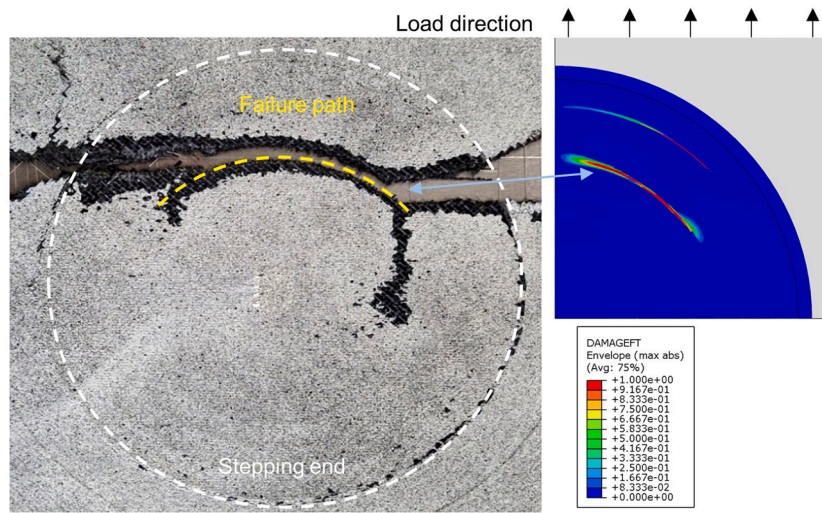 Load direction
Failure path
Stepping end
DAMAGEFT
Envelope (max abs)
(Avg: 75%)
+1.000e+00
+9.167e-01
+8.333e-01
+7.500e-01
+6.667e-01
+5.833e-01
+5.000e-01
+4.167e-01
+3.333e-01
+2.500e-01
+1.667e-01
+8.333e-02
+0.000e+00